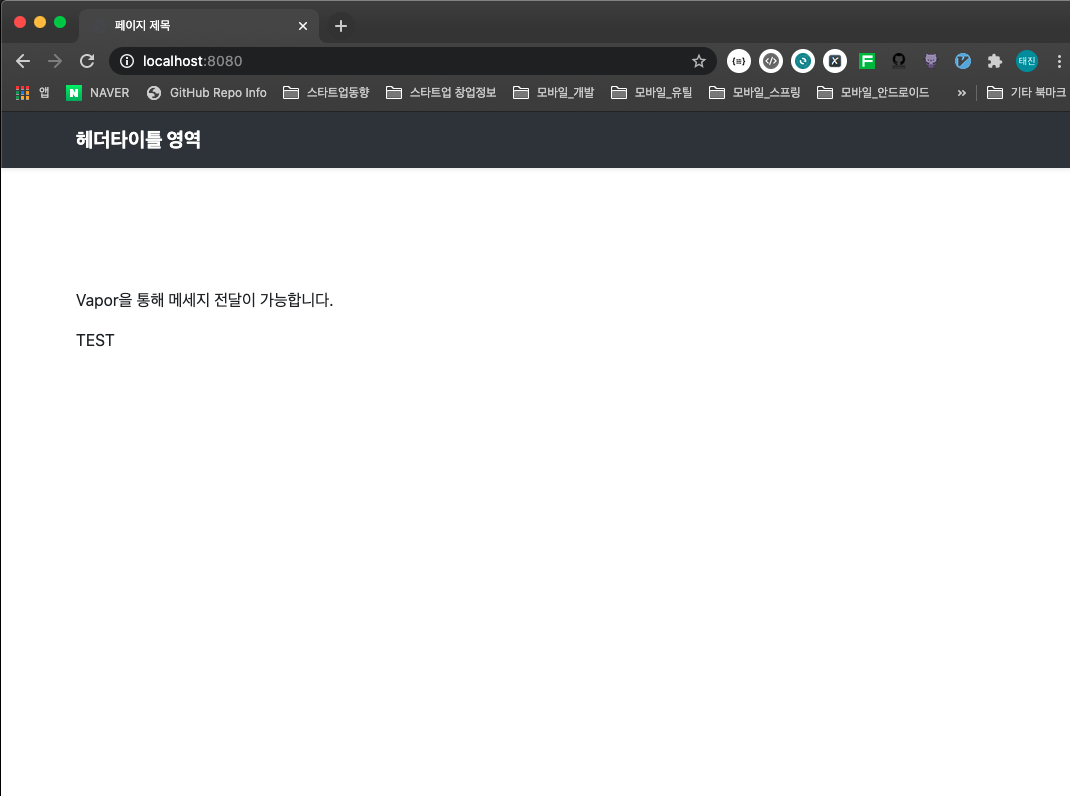 페이지 제목
localhost:8080
태진
앱 NAVER GitHub Repo Info 스타트업동향 스타트업 창업정보 모바일_개발 모바일_유틸 모바일_스프링 모바일_안드로이드 » 기타 북마크
헤더타이틀 영역
Vapor을 통해 메세지 전달이 가능합니다.
TEST